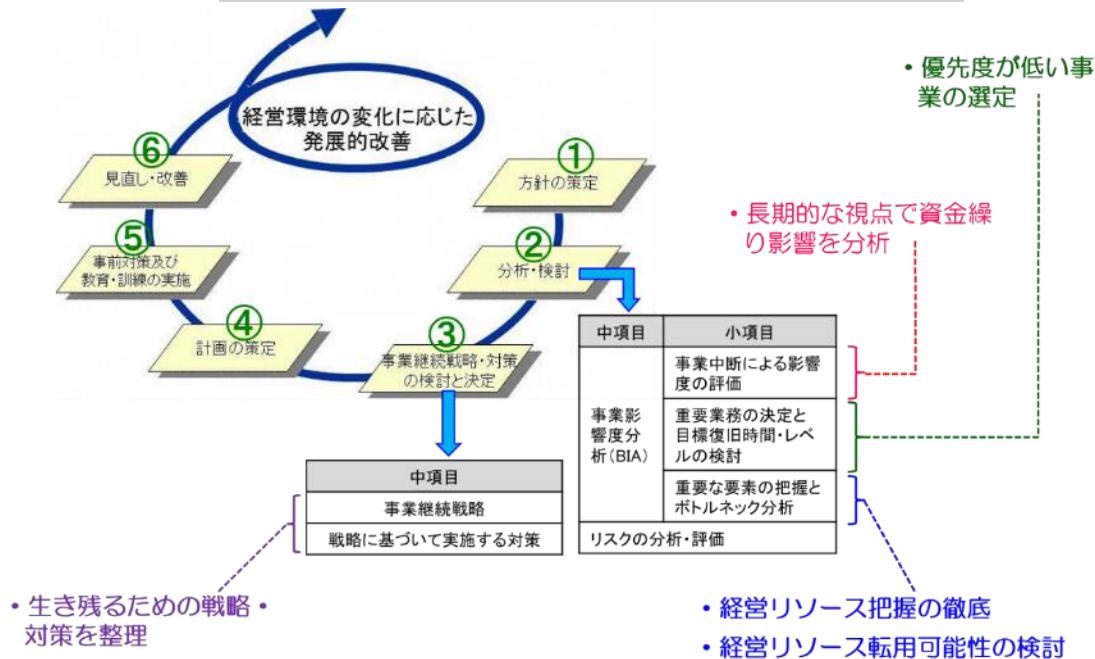 経営環境の変化に応じた
発展的改善
①
方針の策定
②
分析・検討
③
事業継続戦略・対策
の検討と決定
④
計画の策定
⑤
事前対策及び
教育・訓練の実施
⑥
見直し・改善
中項目
小項目
事業影
響度分
析(BIA)
事業中断による影響
度の評価
重要業務の決定と
目標復旧時間・レベ
ルの検討
重要な要素の把握と
ボトルネック分析
リスクの分析・評価
中項目
事業継続戦略
戦略に基づいて実施する対策
・優先度が低い事
業の選定
・長期的な視点で資金繰
り影響を分析
・生き残るための戦略・
対策を整理
・経営リソース把握の徹底
・経営リソース転用可能性の検討